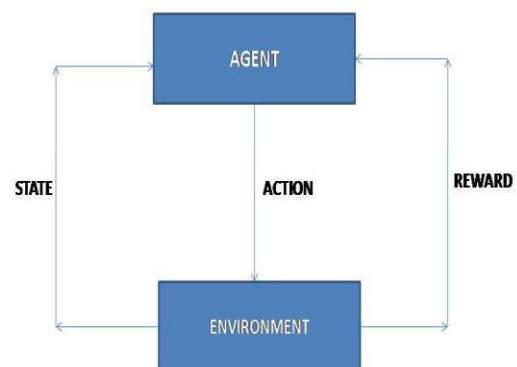 AGENT
STATE
ACTION
REWARD
ENVIRONMENT